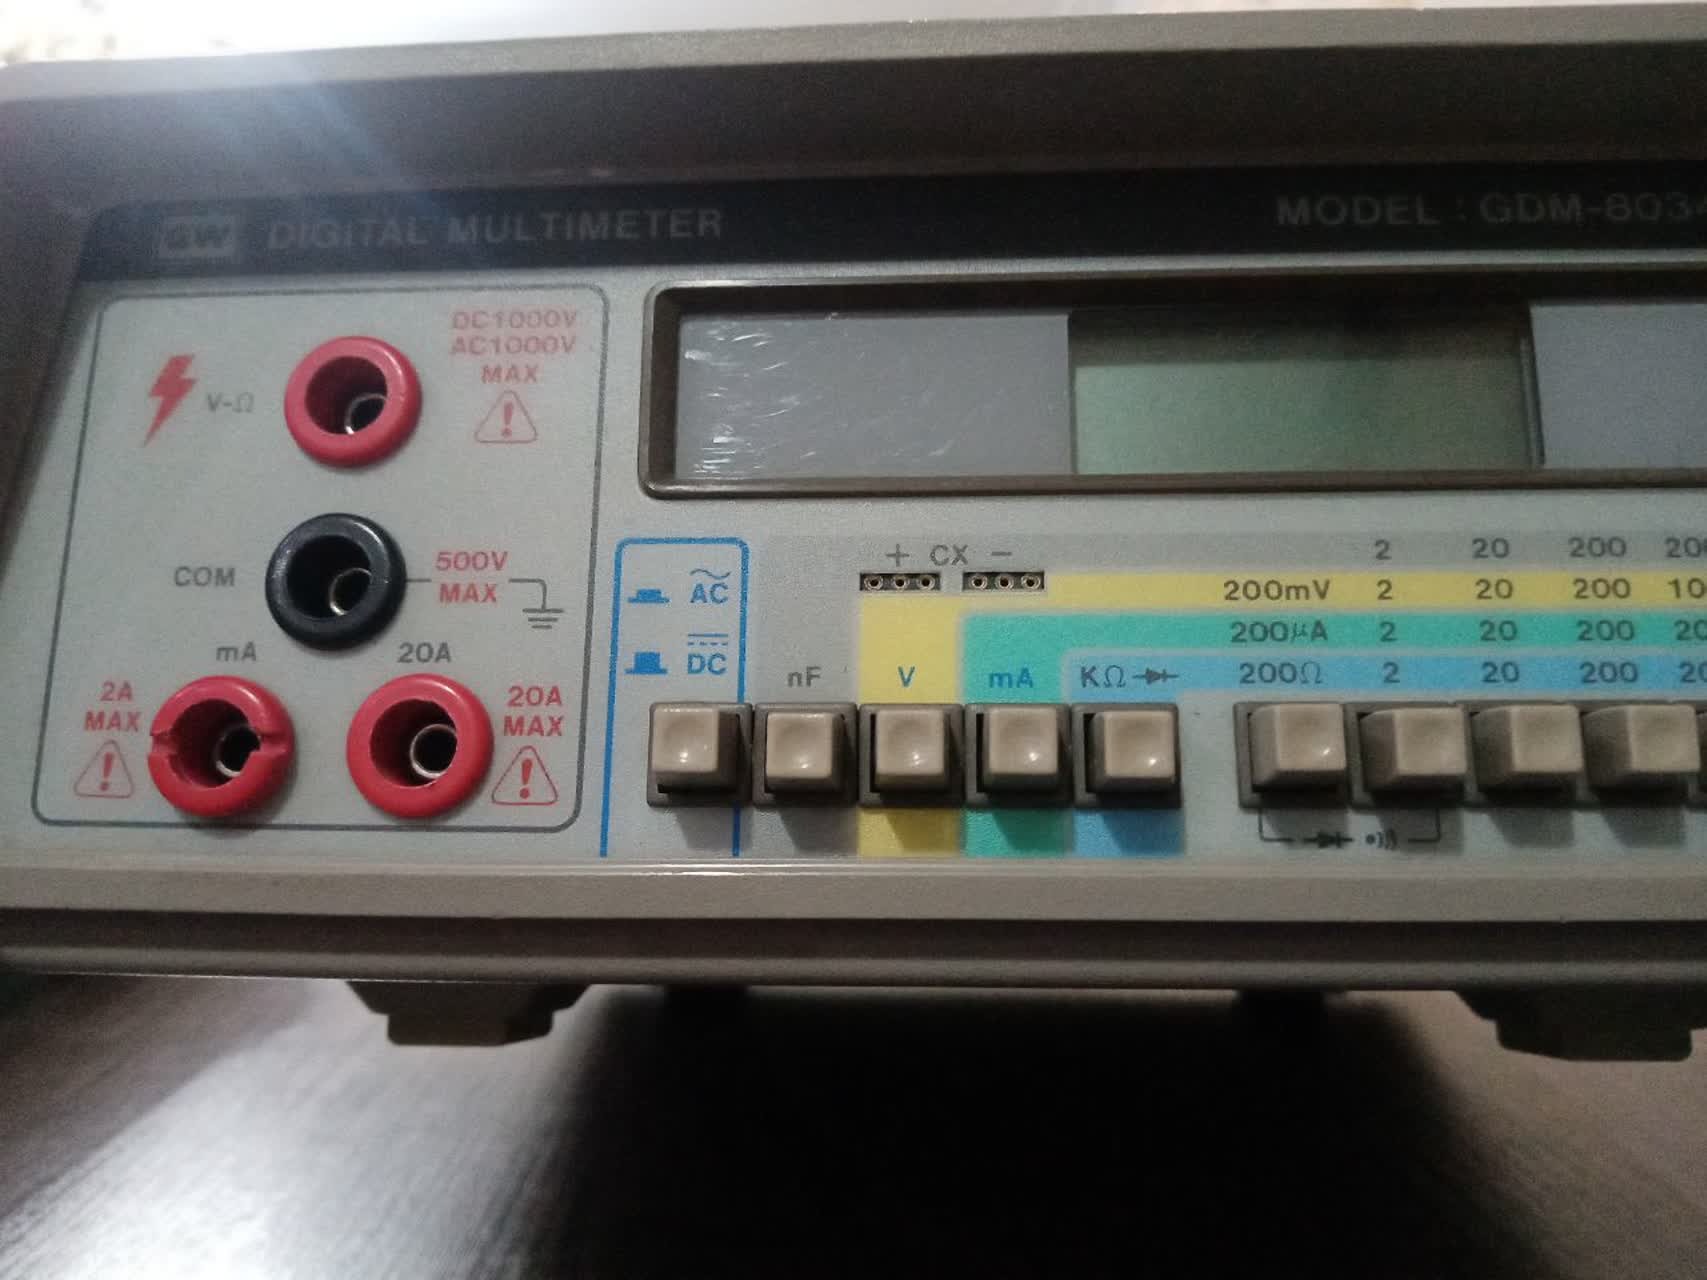 GW DIGITAL MULTIMETER
MODEL : GDM-803
DC1000V
AC1000V
MAX
V-Ω
COM
500V
MAX
mA
20A
2A
MAX
20A
MAX
AC
DC
+ CX −
nF
V
mA
KΩ
2 20 200
200mV 2 20 200
200μA 2 20 200
200Ω 2 20 200